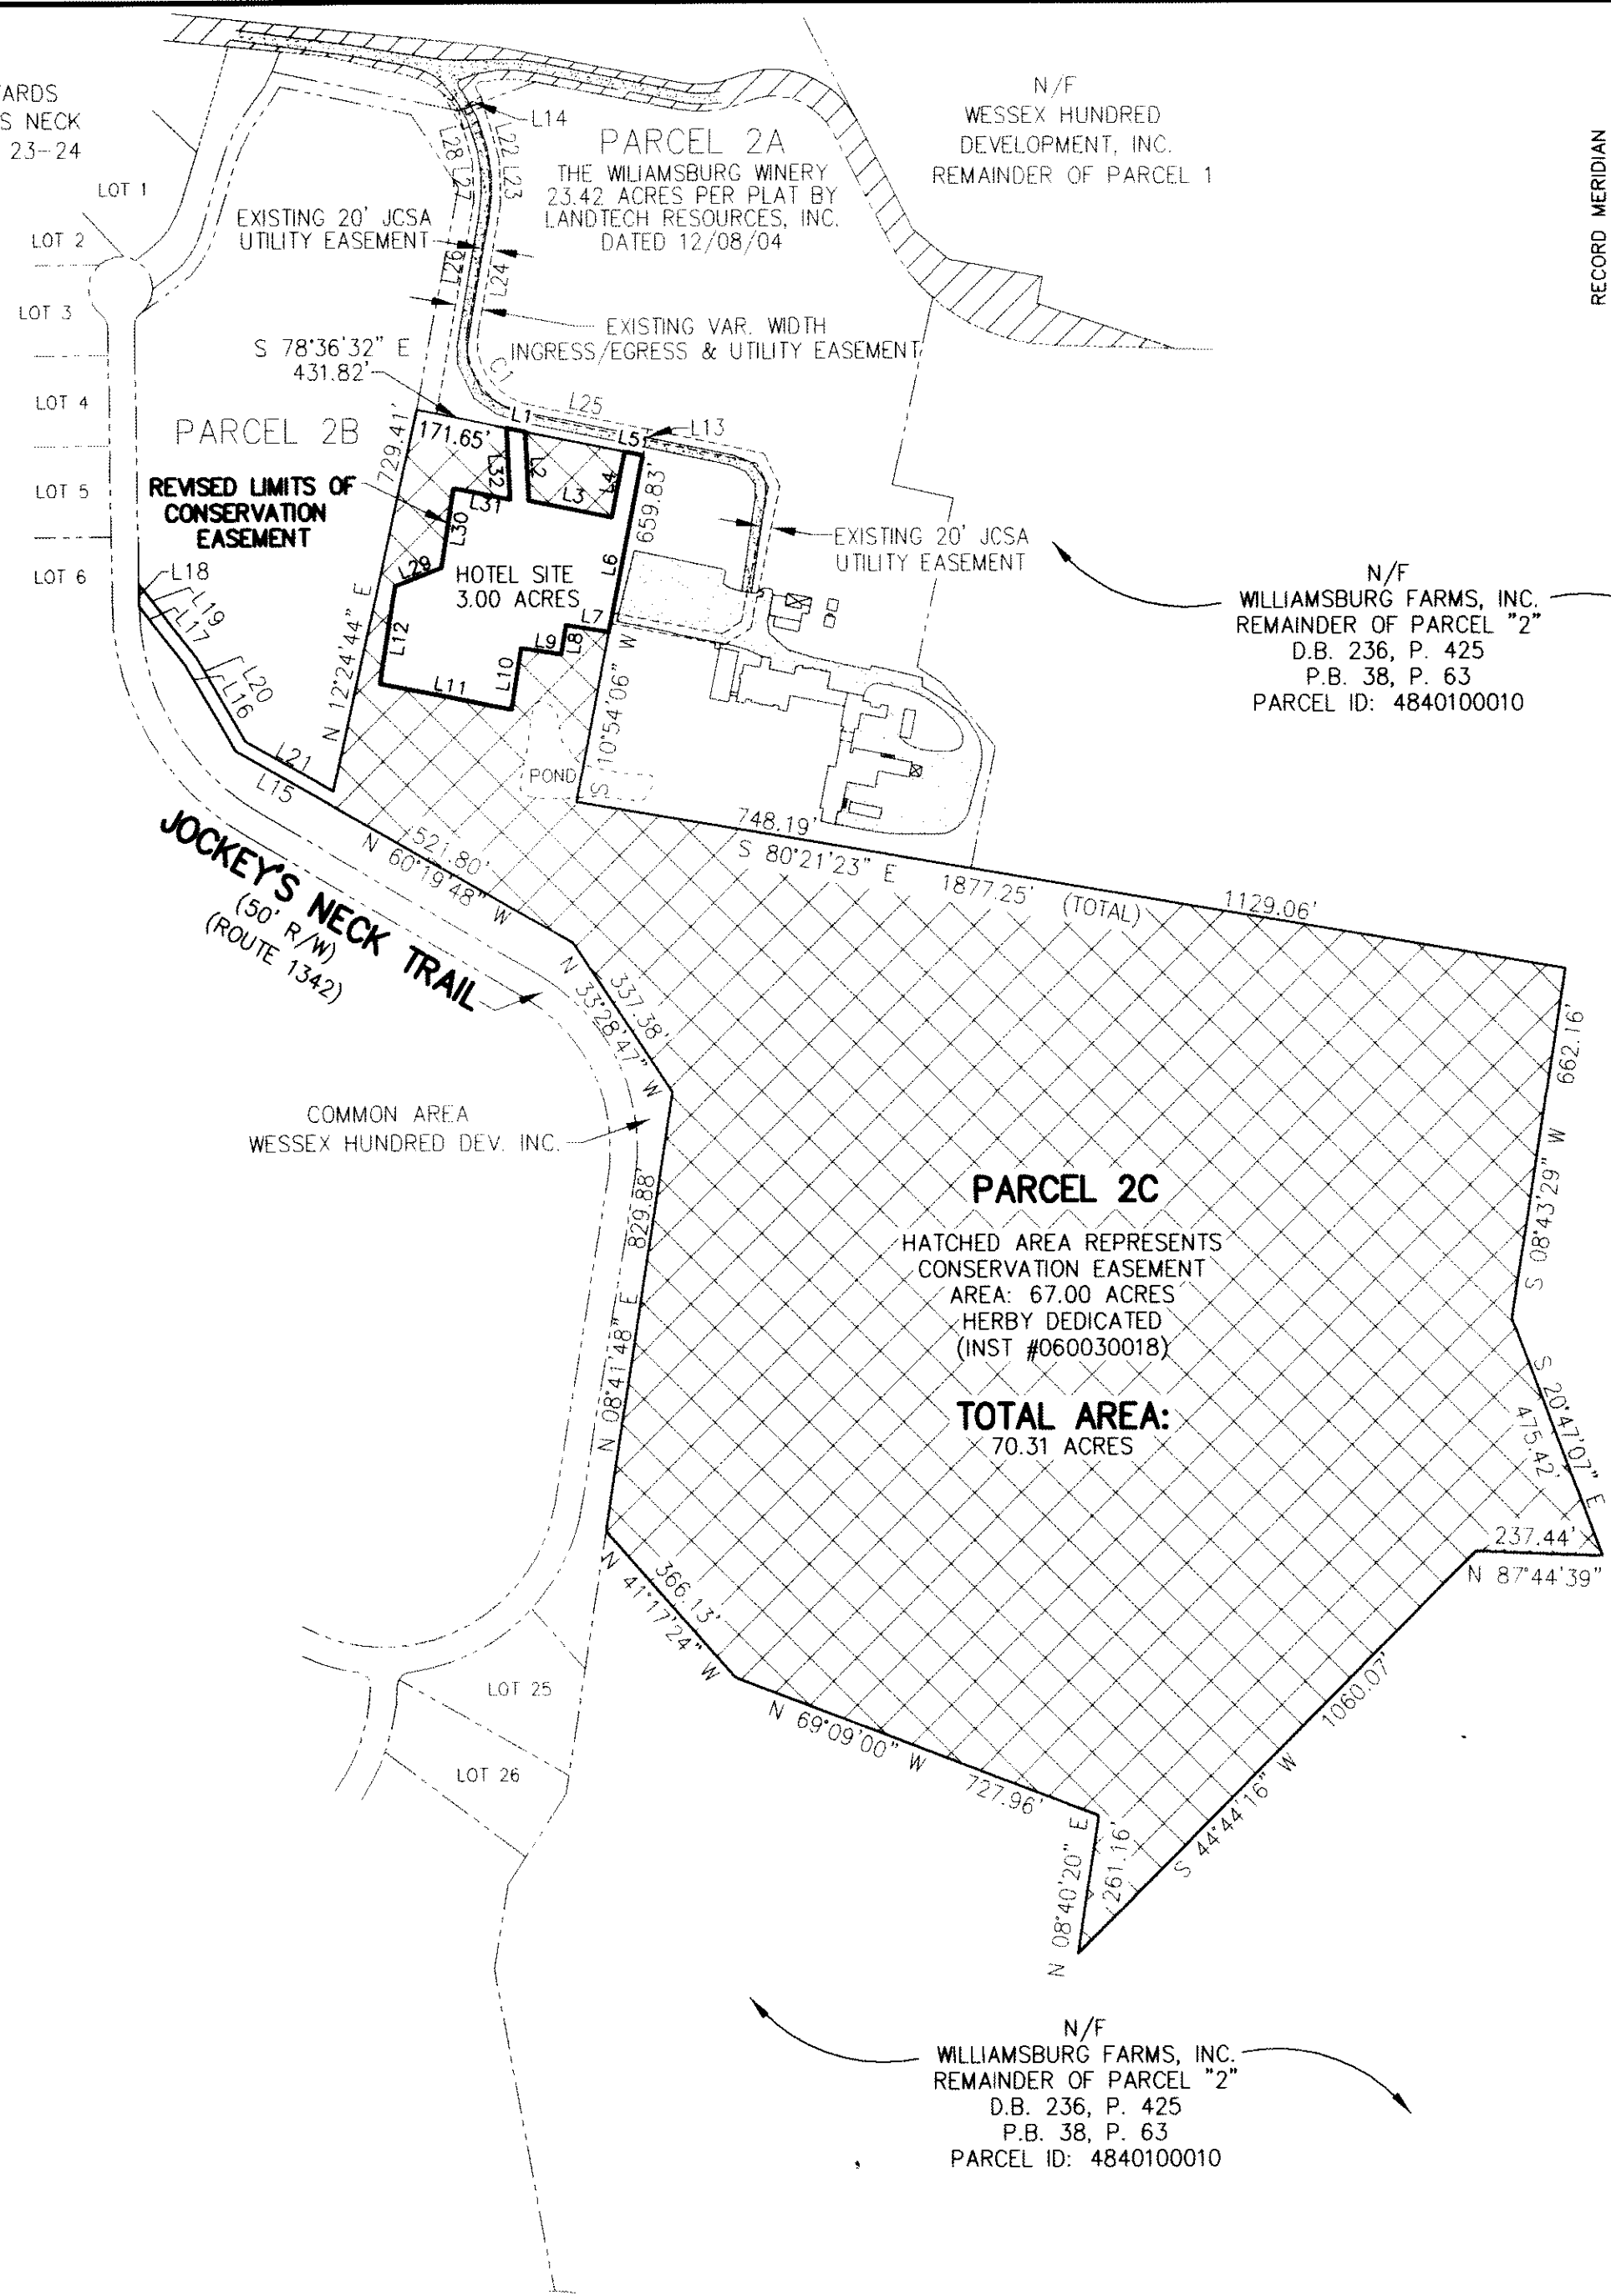 ARDS
S NECK
23-24
LOT 1
LOT 2
LOT 3
LOT 4
LOT 5
LOT 6
L14
L28
L27
L22
L23
L26
L24
PARCEL 2A
THE WILIAMSBURG WINERY
23.42 ACRES PER PLAT BY
LANDTECH RESOURCES, INC.
DATED 12/08/04
N/F
WESSEX HUNDRED
DEVELOPMENT, INC.
REMAINDER OF PARCEL 1
RECORD MERIDIAN
EXISTING 20' JCSA
UTILITY EASEMENT
EXISTING VAR. WIDTH
INGRESS/EGRESS & UTILITY EASEMENT
S 78°36'32" E
431.82'
C1
L25
L1
L5
L13
PARCEL 2B
729.41'
171.65'
L32
L2
L3
L4
659.83'
REVISED LIMITS OF
CONSERVATION
EASEMENT
L31
L30
L29
L6
HOTEL SITE
3.00 ACRES
L7
L8
L9
L10
L11
L12
N 12°24'44" E
S 10°54'06" W
EXISTING 20' JCSA
UTILITY EASEMENT
N/F
WILLIAMSBURG FARMS, INC.
REMAINDER OF PARCEL "2"
D.B. 236, P. 425
P.B. 38, P. 63
PARCEL ID: 4840100010
L18
L19
L17
L20
L16
L21
L15
POND
521.80'
N 60°19'48" W
748.19'
S 80°21'23" E
1877.25' (TOTAL)
1129.06'
JOCKEY'S NECK TRAIL
(50' R/W)
(ROUTE 1342)
337.38'
N 33°28'47" W
662.16'
S 08°43'29" W
COMMON AREA
WESSEX HUNDRED DEV. INC.
829.88'
N 08°41'48" E
PARCEL 2C
HATCHED AREA REPRESENTS
CONSERVATION EASEMENT
AREA: 67.00 ACRES
HERBY DEDICATED
(INST #060030018)
TOTAL AREA:
70.31 ACRES
S 20°47'07" E
475.42'
237.44'
N 87°44'39"
366.13'
N 41°17'24" W
N 69°09'00" W
727.96'
1060.07'
S 44°44'16" W
N 08°40'20" E
261.16'
LOT 25
LOT 26
N/F
WILLIAMSBURG FARMS, INC.
REMAINDER OF PARCEL "2"
D.B. 236, P. 425
P.B. 38, P. 63
PARCEL ID: 4840100010